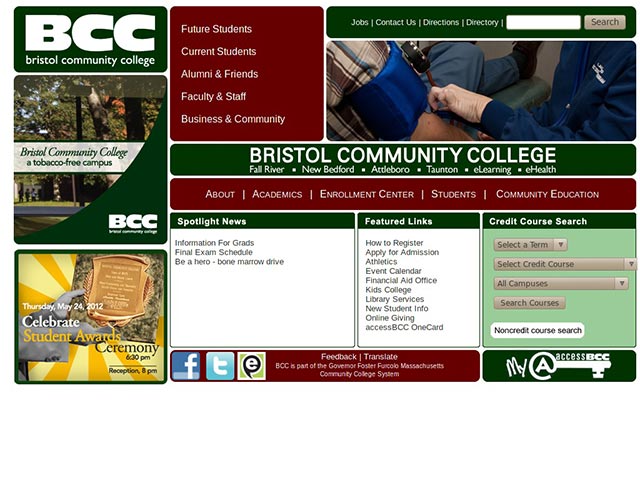 BCC
bristol community college
Future Students
Current Students
Alumni & Friends
Faculty & Staff
Business & Community
Jobs | Contact Us | Directions | Directory |
Search
Bristol Community College
a tobacco-free campus
BCC
bristol community college
BRISTOL COMMUNITY COLLEGE
Fall River ▪ New Bedford ▪ Attleboro ▪ Taunton ▪ eLearning ▪ eHealth
ABOUT | ACADEMICS | ENROLLMENT CENTER | STUDENTS | COMMUNITY EDUCATION
Spotlight News
Information For Grads
Final Exam Schedule
Be a hero - bone marrow drive
Featured Links
How to Register
Apply for Admission
Athletics
Event Calendar
Financial Aid Office
Kids College
Library Services
New Student Info
Online Giving
accessBCC OneCard
Credit Course Search
Select a Term
Select Credit Course
All Campuses
Search Courses
Noncredit course search
Thursday, May 24, 2012
Celebrate
Student Awards
Ceremony
6:30 pm
Reception, 8 pm
f t e
Feedback | Translate
BCC is part of the Governor Foster Furcolo Massachusetts
Community College System
My @ accessBCC